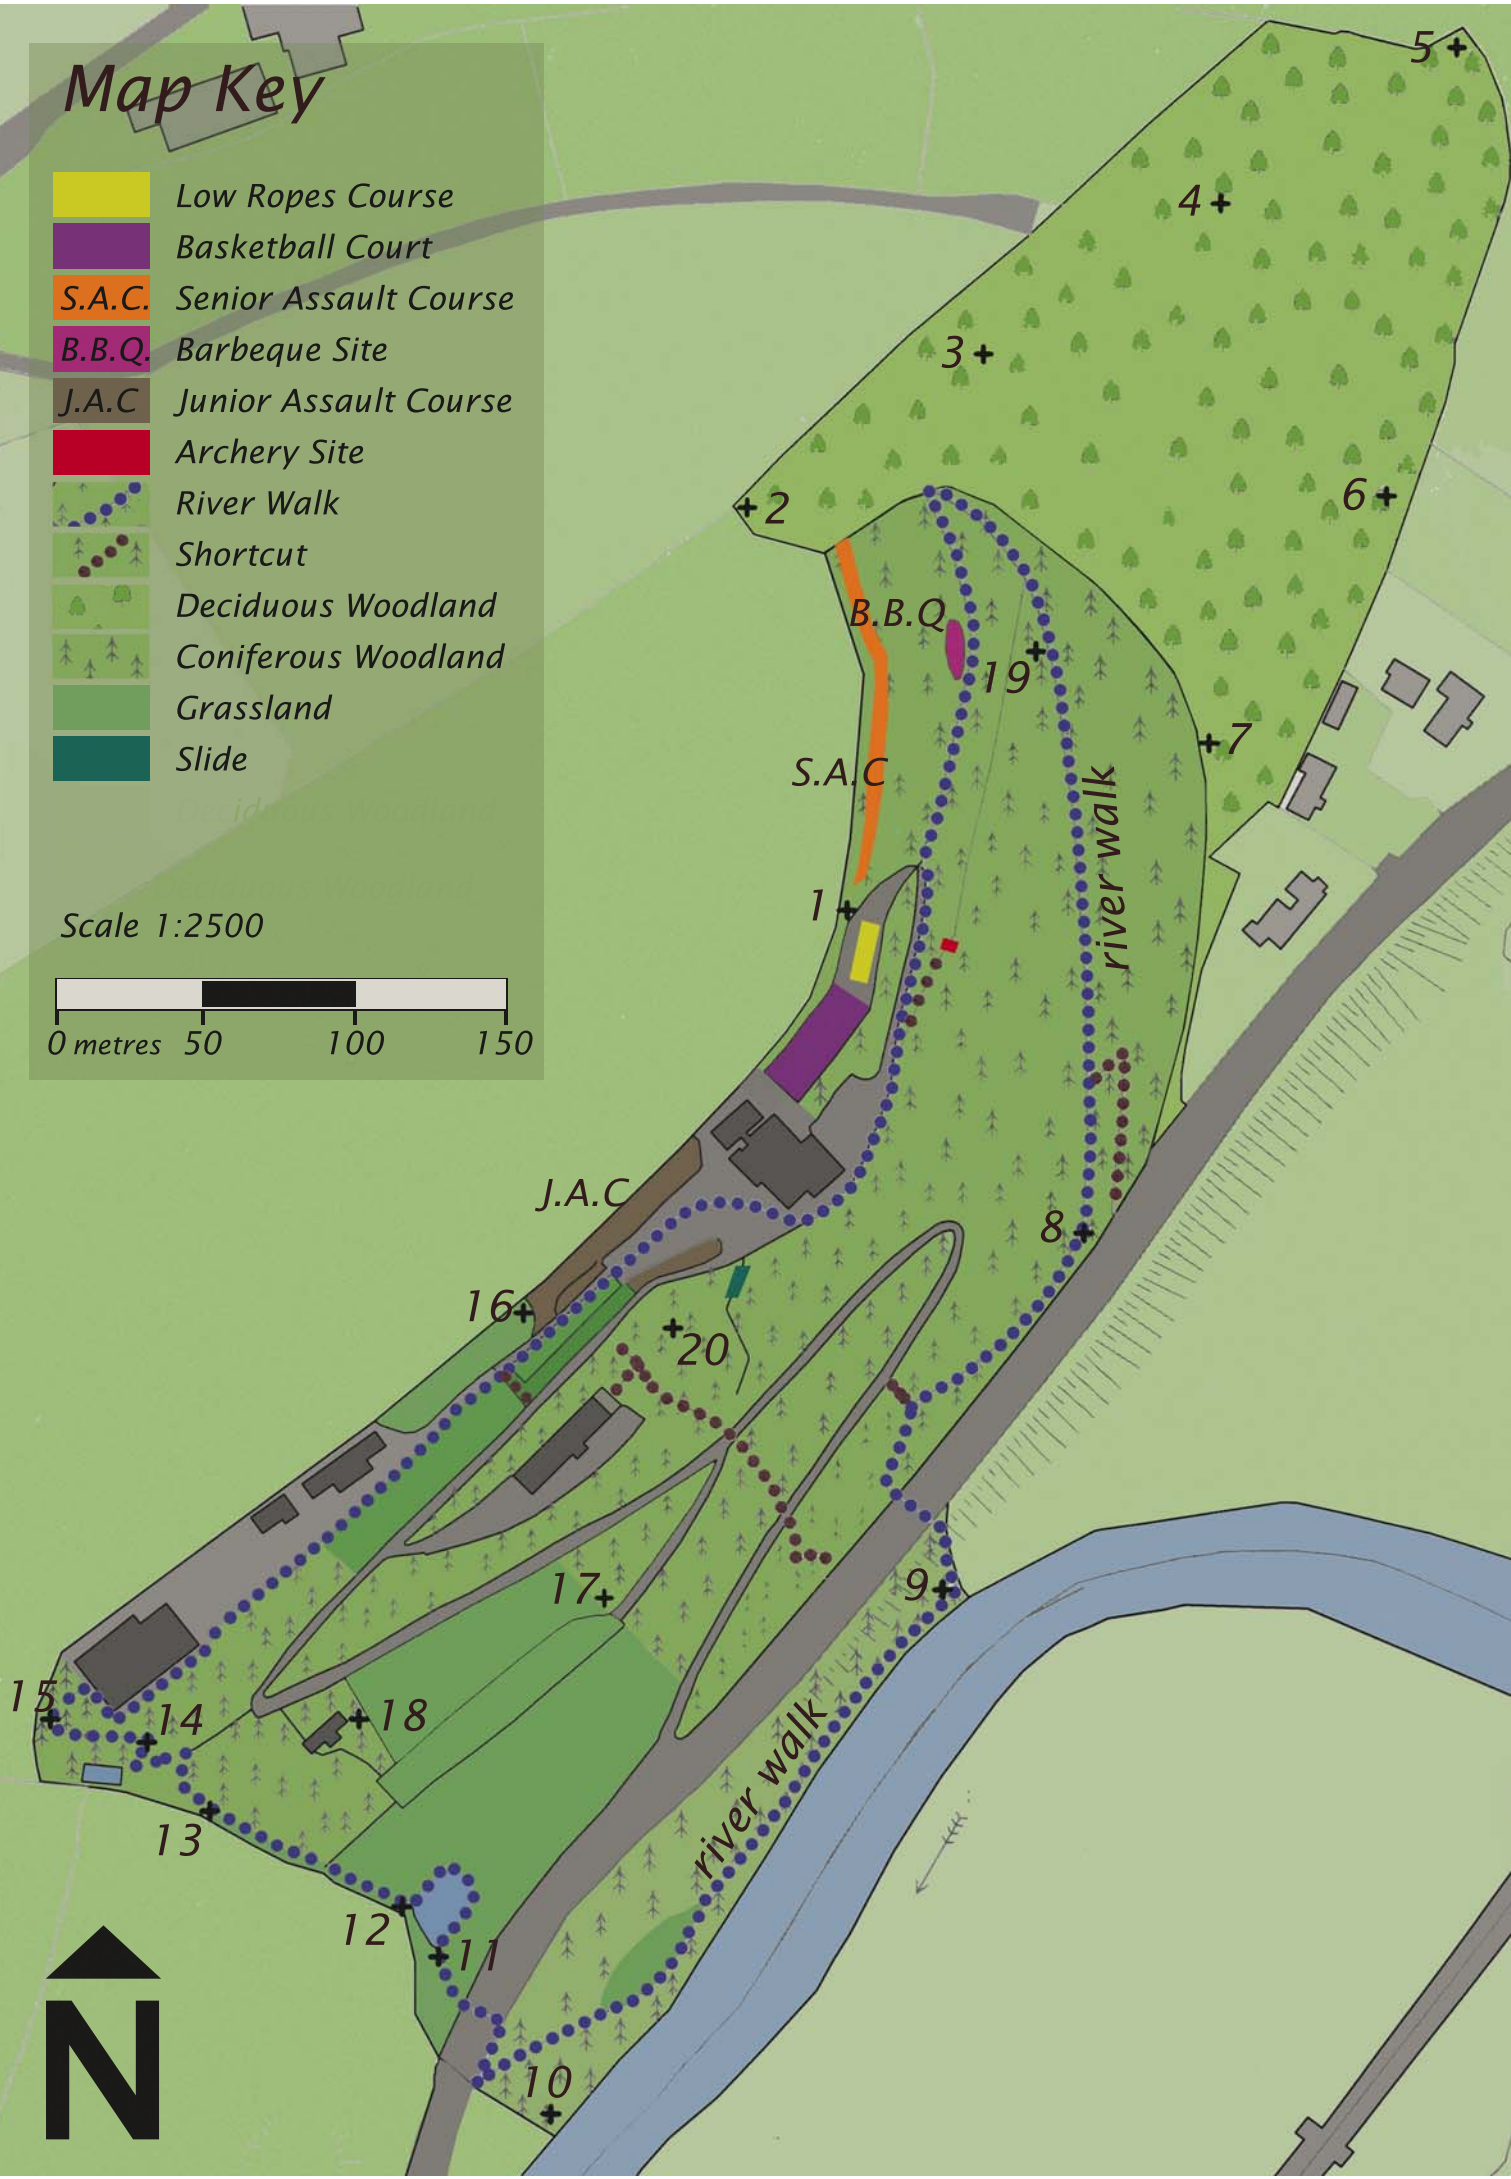 Map Key
Low Ropes Course
Basketball Court
S.A.C. Senior Assault Course
B.B.Q. Barbeque Site
J.A.C Junior Assault Course
Archery Site
River Walk
Shortcut
Deciduous Woodland
Coniferous Woodland
Grassland
Slide
Deciduous Woodland
Scale 1:2500
0 metres 50 100 150
5
4
3
2
6
B.B.Q
19
7
S.A.C
river walk
1
J.A.C
8
16
20
17
9
15
14
18
river walk
13
12
11
10
N